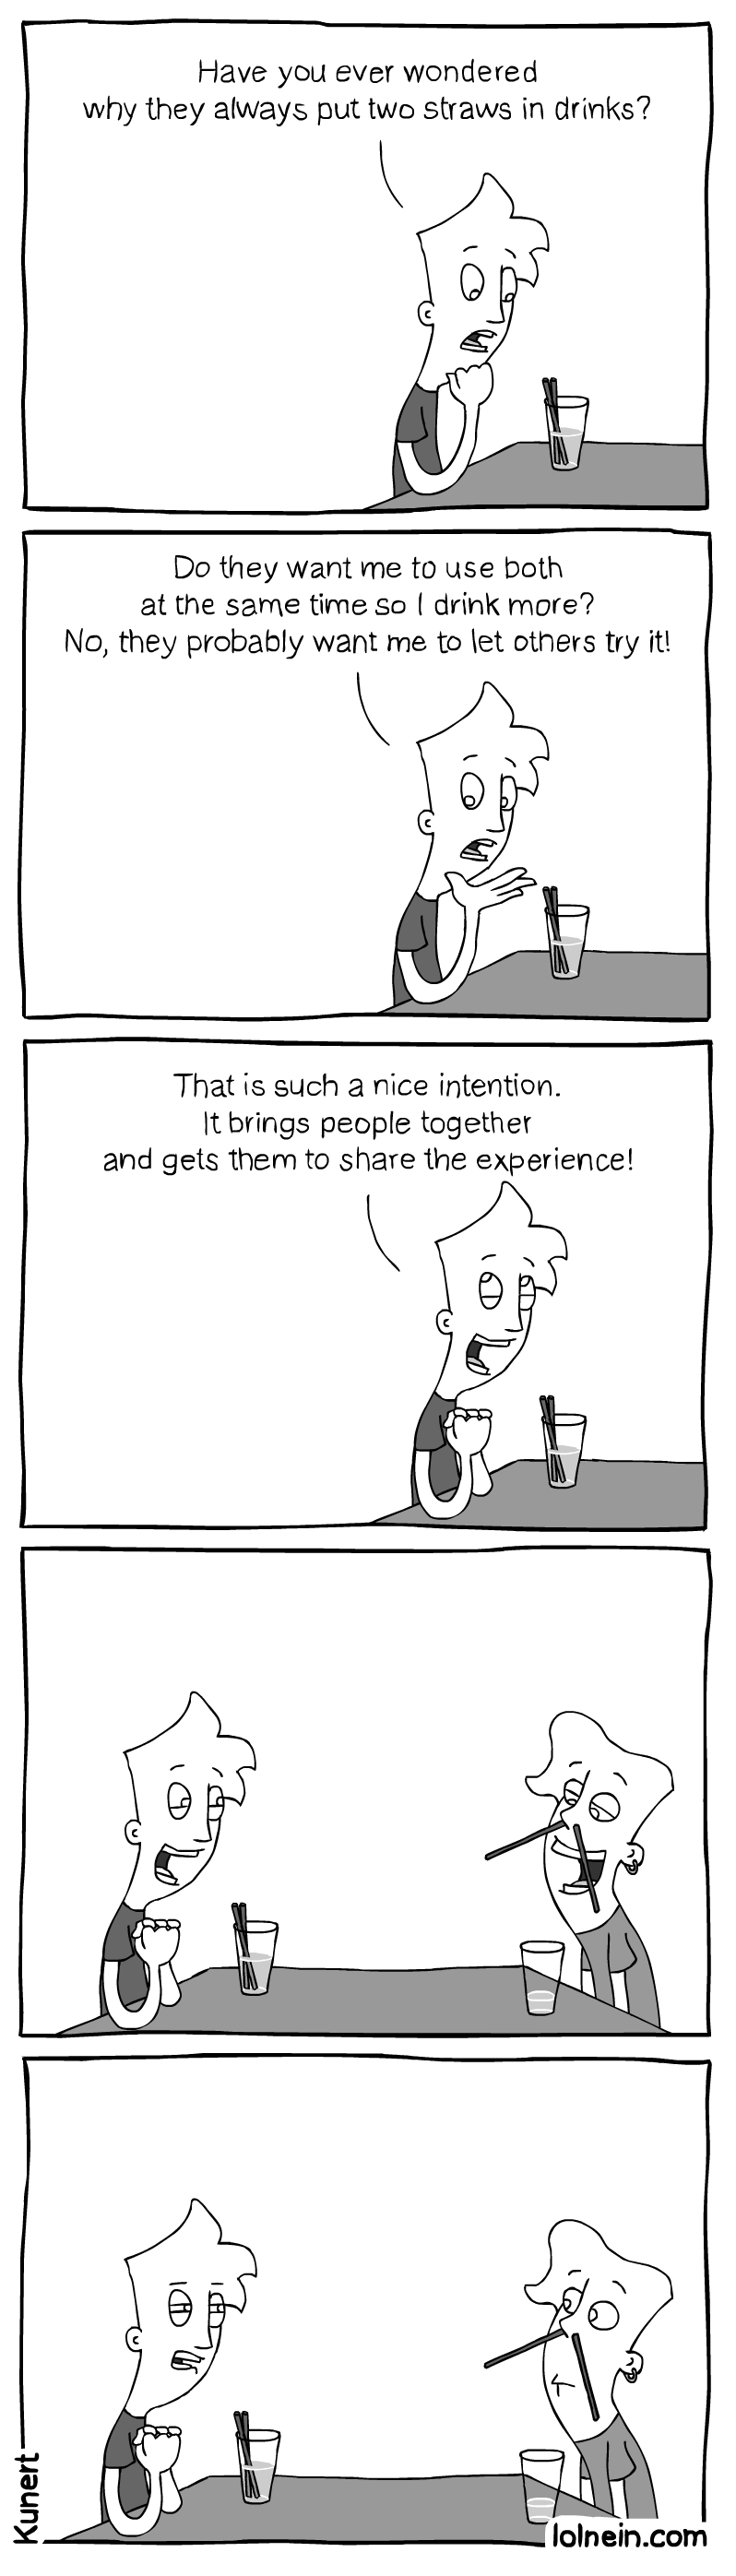 Have you ever wondered
why they always put two straws in drinks?
Do they want me to use both
at the same time so I drink more?
No, they probably want me to let others try it!
That is such a nice intention.
It brings people together
and gets them to share the experience!
Kunert
lolnein.com